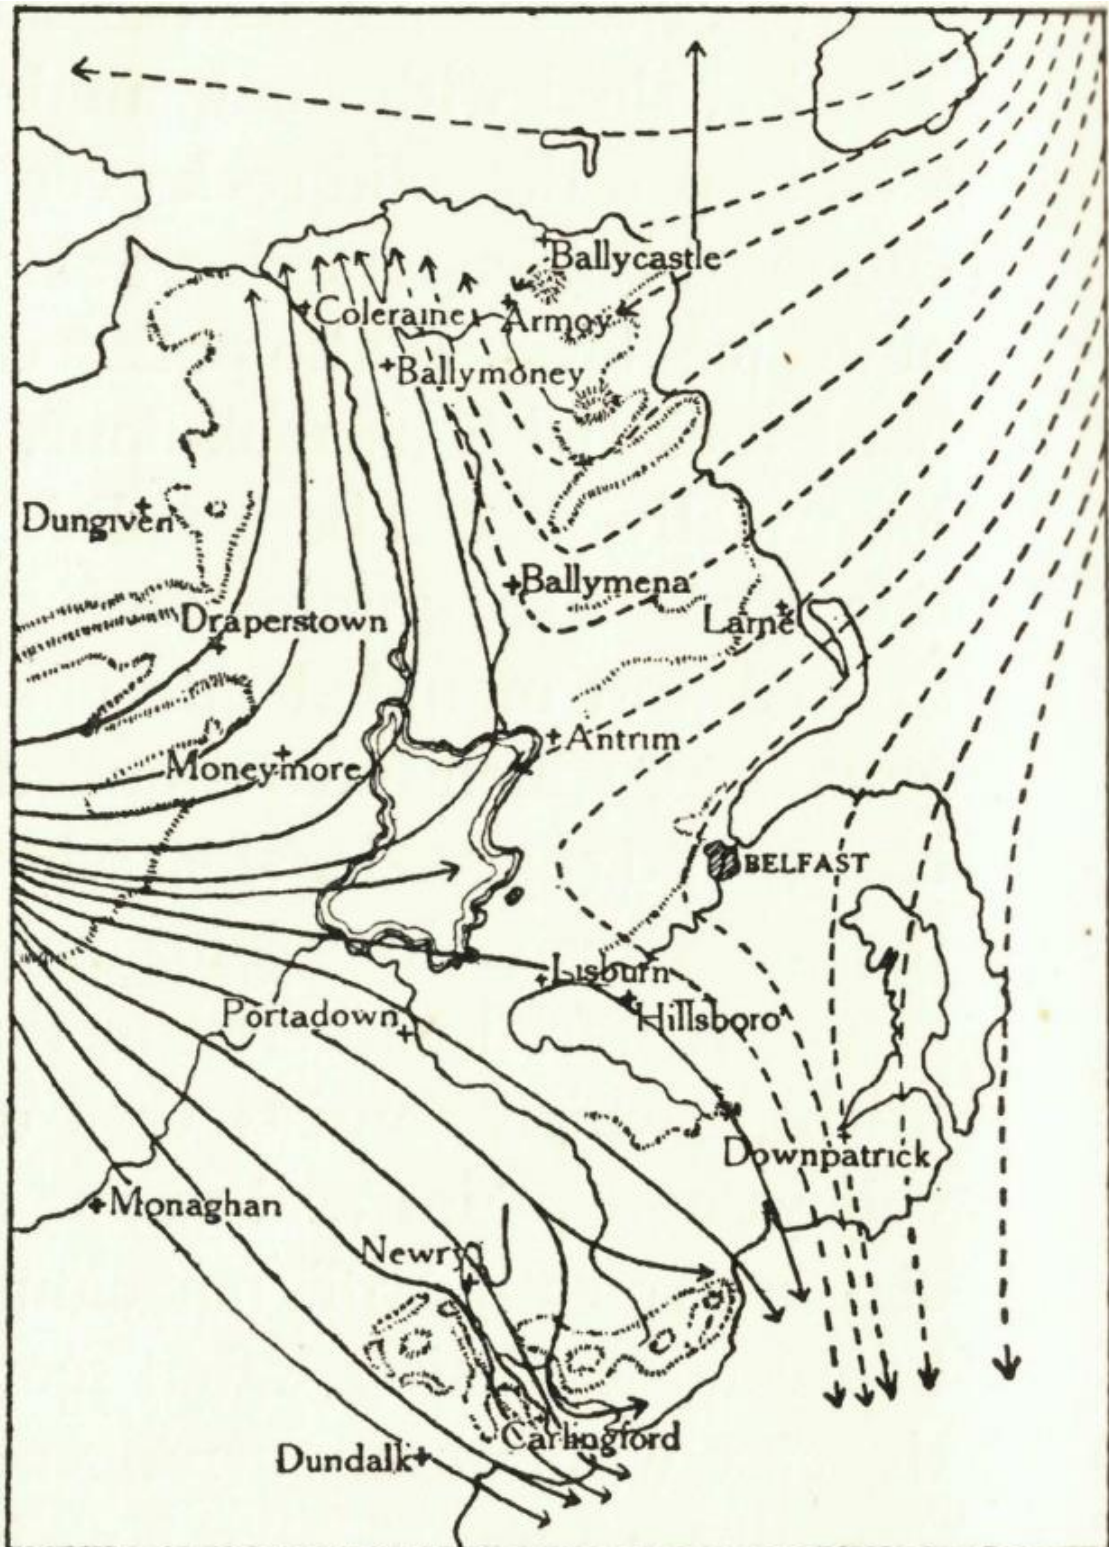 Ballycastle
Coleraine
Armoy
Ballymoney
Dungiven
Ballymena
Draperstown
Larne
Antrim
Moneymore
BELFAST
Lisburn
Portadown
Hillsboro'
Downpatrick
Monaghan
Newry
Carlingford
Dundalk